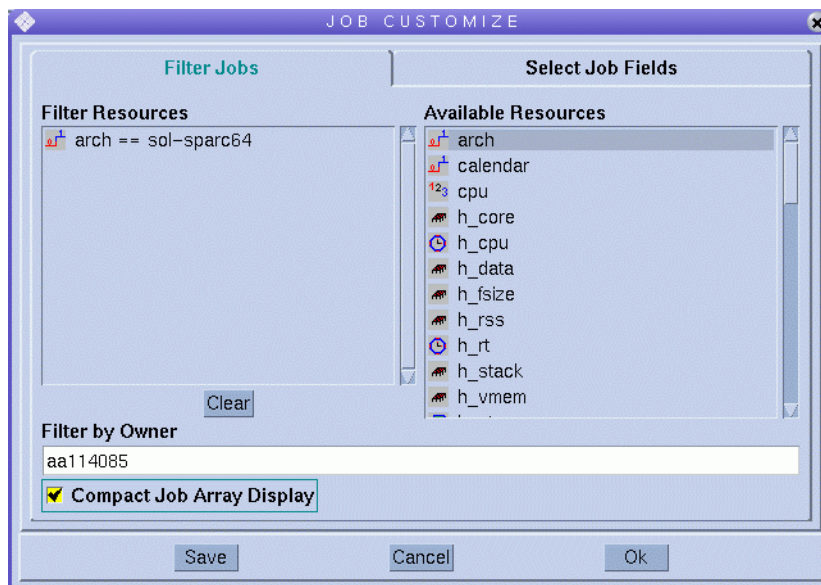 JOB CUSTOMIZE
Filter Jobs
Select Job Fields
Filter Resources
arch == sol-sparc64
Clear
Available Resources
arch
calendar
123 cpu
h_core
h_cpu
h_data
h_fsize
h_rss
h_rt
h_stack
h_vmem
Filter by Owner
aa114085
Compact Job Array Display
Save
Cancel
Ok